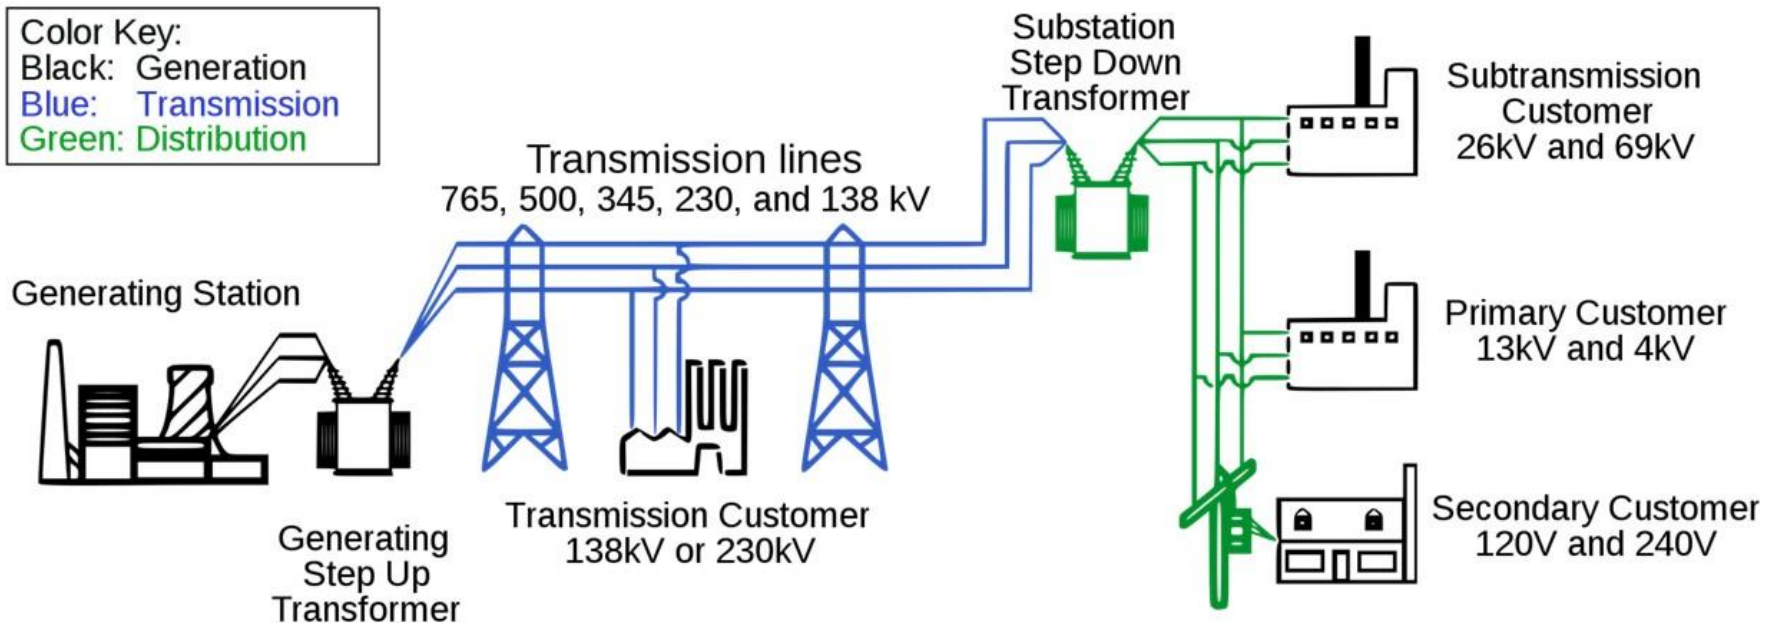 Color Key:
Black: Generation
Blue: Transmission
Green: Distribution
Substation
Step Down
Transformer
Subtransmission
Customer
26kV and 69kV
Transmission lines
765, 500, 345, 230, and 138 kV
Generating Station
Primary Customer
13kV and 4kV
Transmission Customer
138kV or 230kV
Secondary Customer
120V and 240V
Generating
Step Up
Transformer